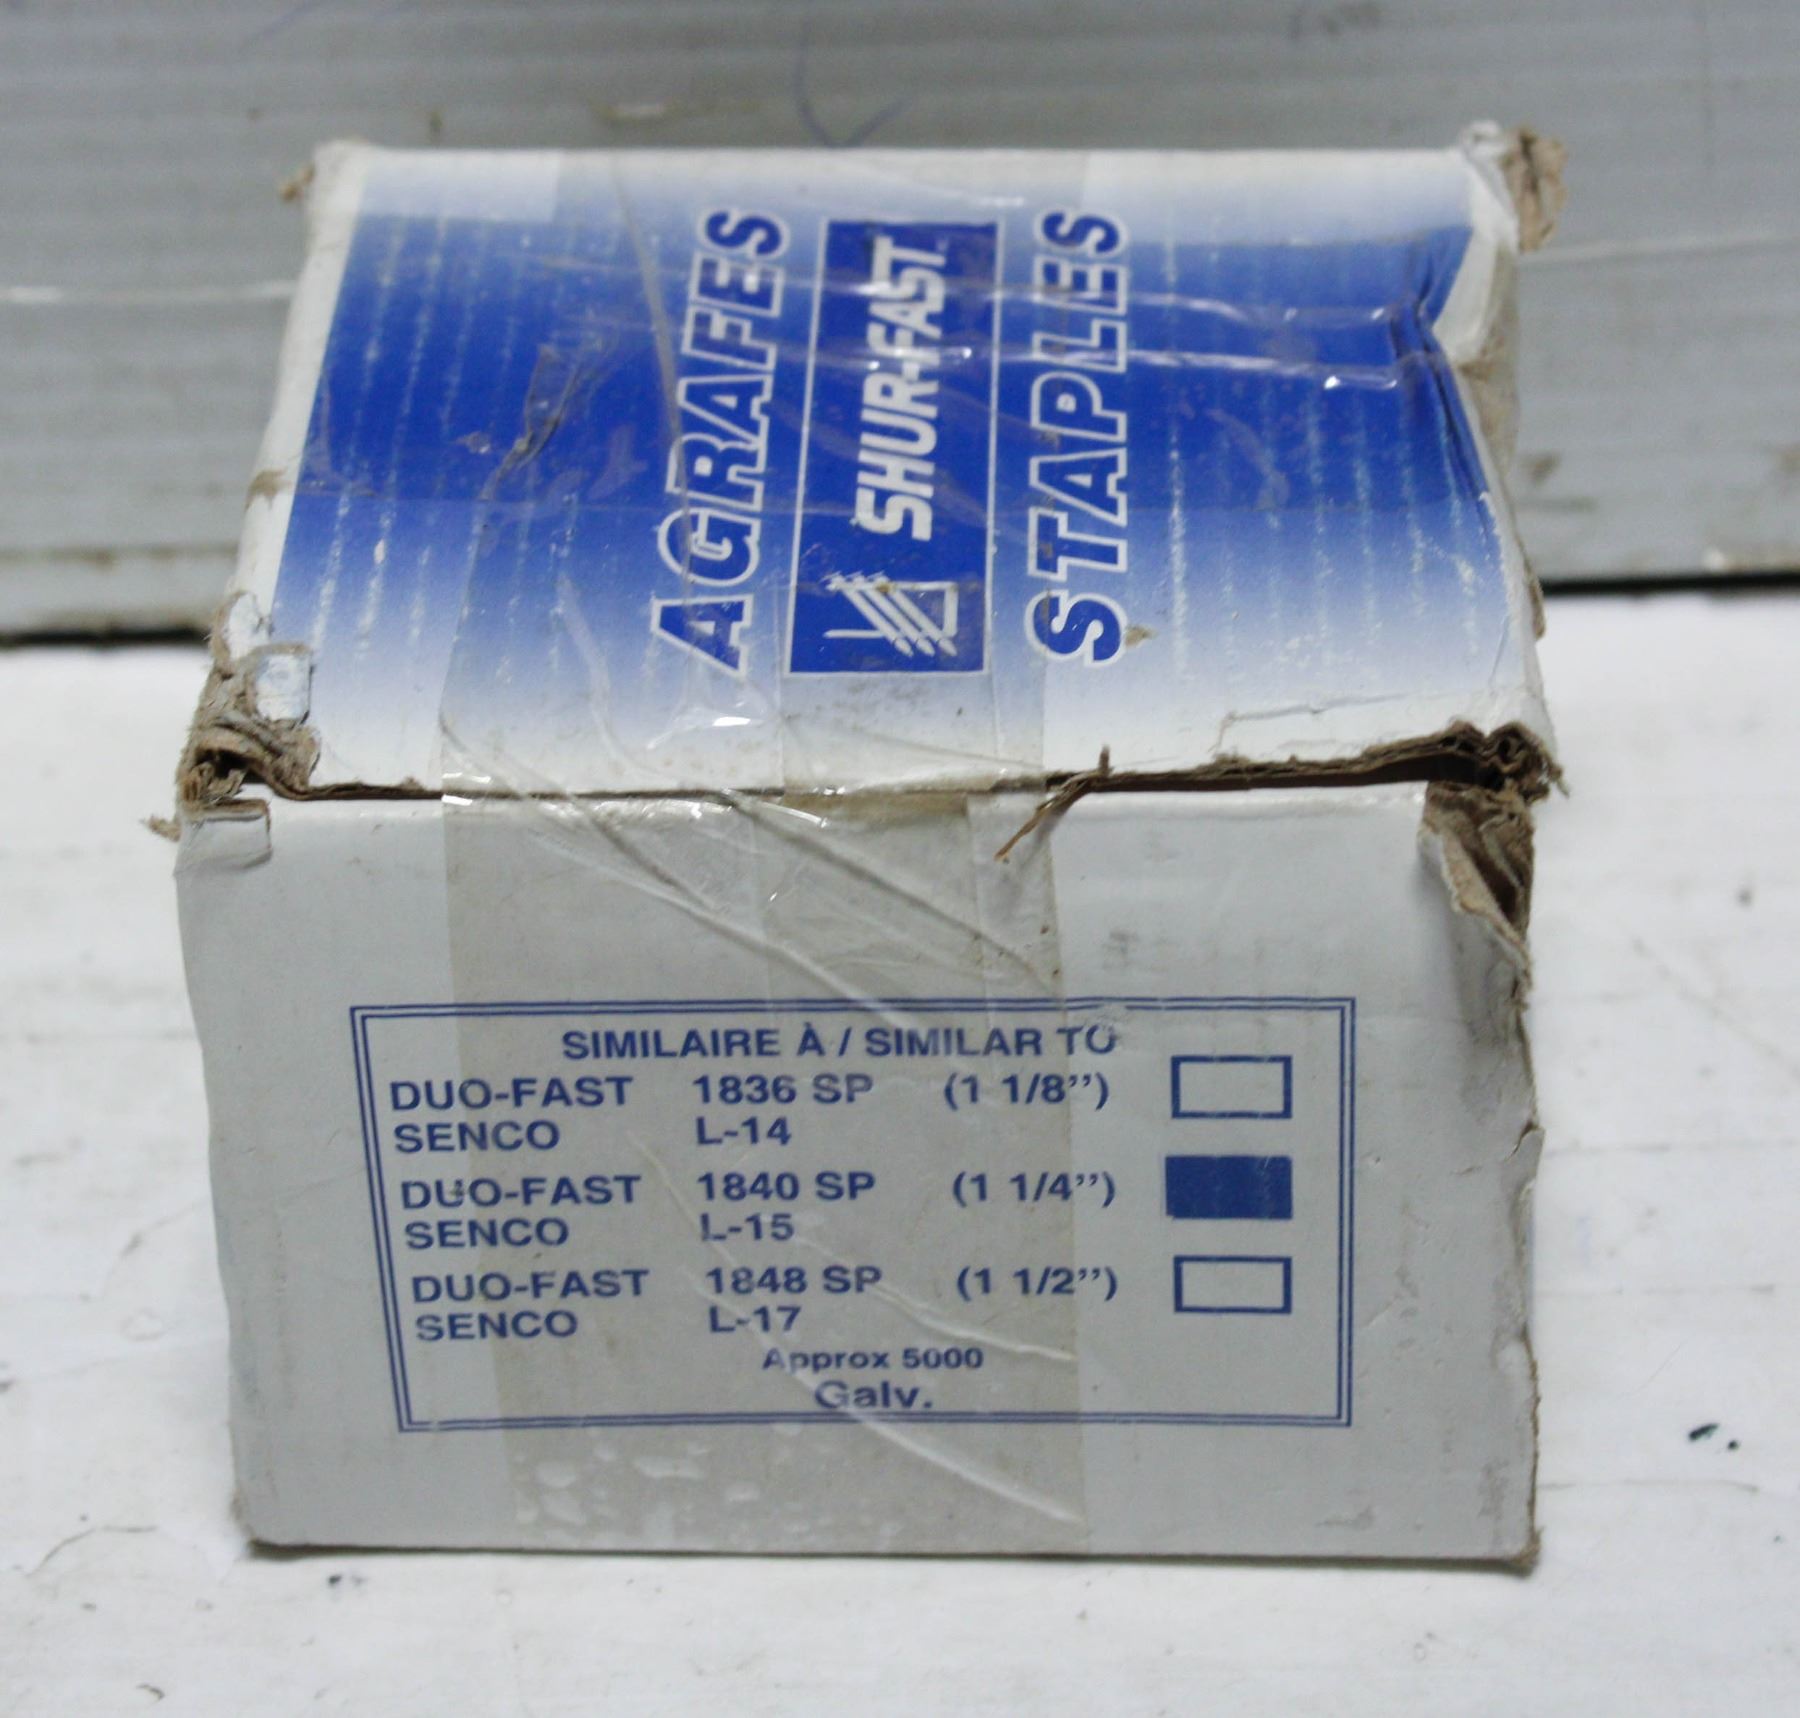 AGRAFES
SHUR-FAST
STAPLES
SIMILAIRE À / SIMILAR TO
DUO-FAST 1836 SP (1 1/8”)
SENCO L-14
DUO-FAST 1840 SP (1 1/4”)
SENCO L-15
DUO-FAST 1848 SP (1 1/2”)
SENCO L-17
Approx 5000
Galv.